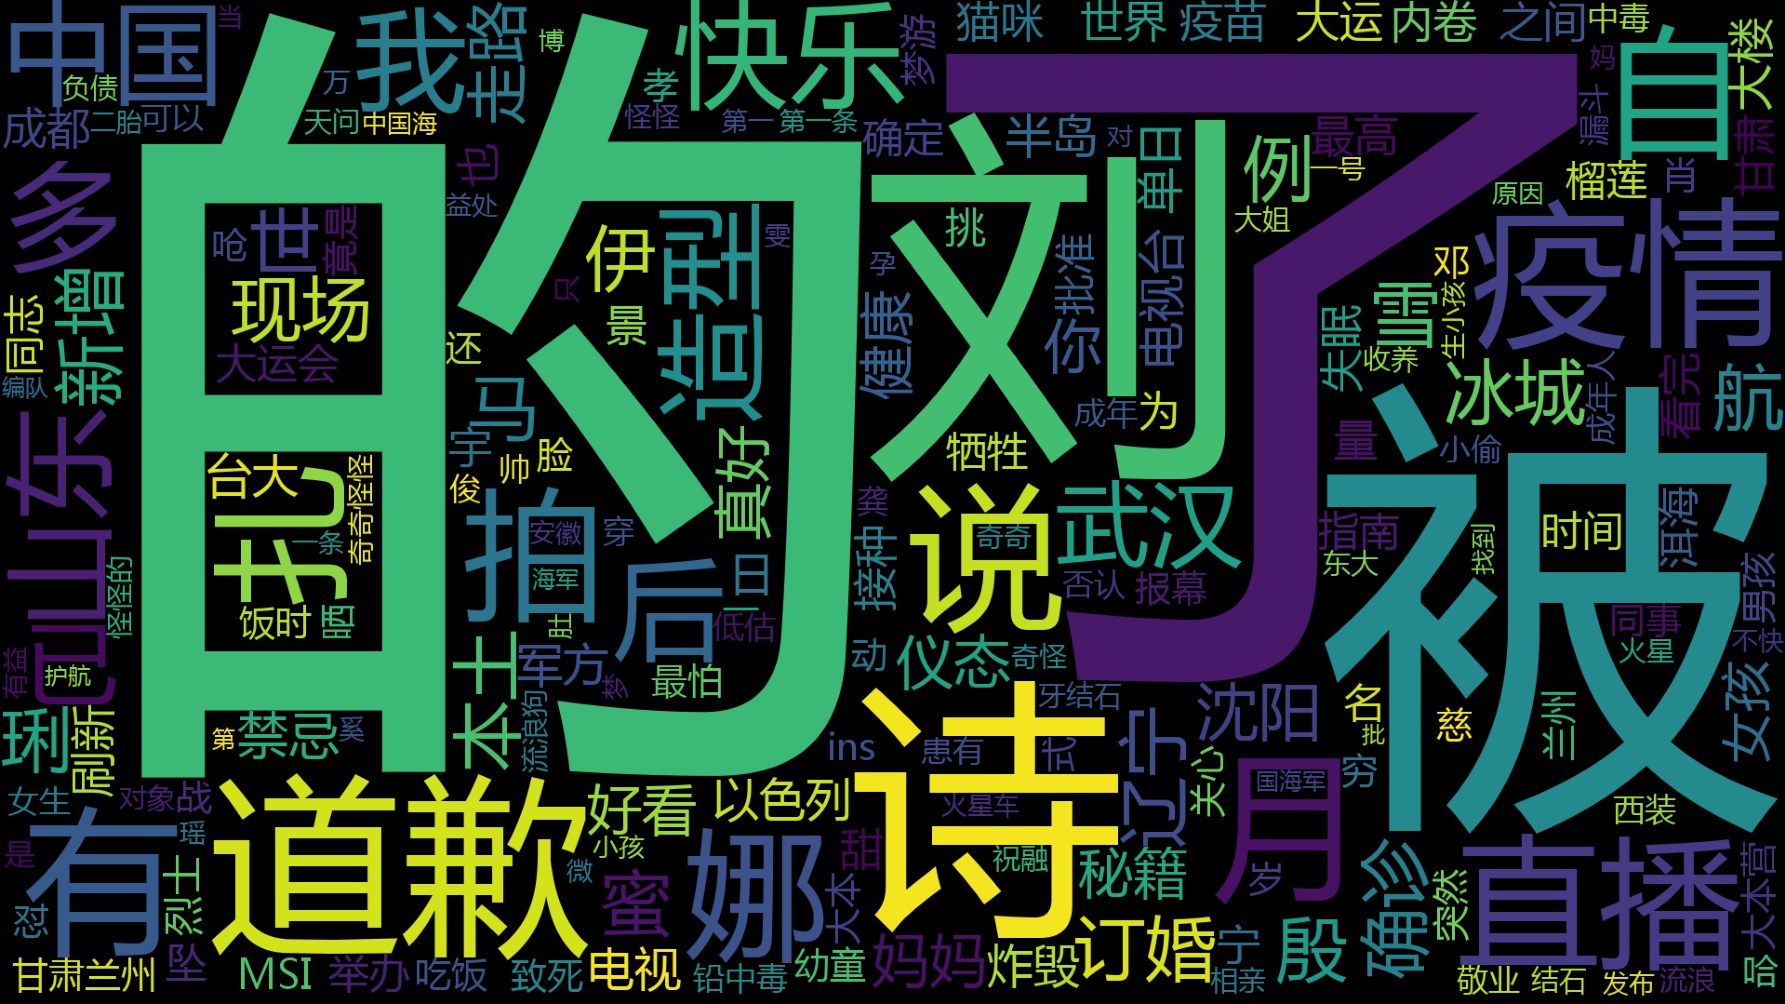 中国
当
我
走路
博
快乐
梦游
猫咪
世界
疫苗
大运
内卷
之间
中毒
自
大楼
负债
万
孝
怪怪
第一
第一条
了
妈
成都
二胎
可以
天问
中国海
的
确定
刘
半岛
对
单日
例
最高
一号
漏斗
榴莲
肖
甘肃
多
也
益处
呛
世
竟是
伊
造型
雯
挑
大姐
原因
疫情
同志
新增
现场
大运会
只
景
还
孕
健康
你
批准
电视台
成年
为
失眠
雪
收养
邓
生小孩
冰城
成年人
看完
航
编队
山东
马
宇
脸
帅
俊
真好
牺牲
量
小偷
被
台大
扎
奇奇怪怪
一条
拍
安徽
海军
穿
龚
说
奇奇
武汉
指南
东大
找到
时间
洱海
男孩
怪怪的
饭时
晒
肚
后
一日
低估
接种
否认
报幕
同事
火星
不快
有益
护航
本士
军方
梦
最怕
动
仪态
奇怪
牙结石
沈阳
名
批
慈
兰州
女孩
琍
刷新
第
禁忌
奚
流浪狗
ins
患有
诗
辽宁
关心
月
国海军
穷
西装
女生
对象
战
好看
以色列
火星车
是
有
瑶
烈士
道歉
小孩
微
蜜
娜
大本
甜
祝融
秘籍
岁
确诊
突然
直播
大本营
怼
甘肃兰州
坠
MSI
举办
吃饭
致死
电视
铅中毒
幼童
妈妈
炸毁
订婚
宁
相亲
殷
敬业
结石
发布
流浪
哈